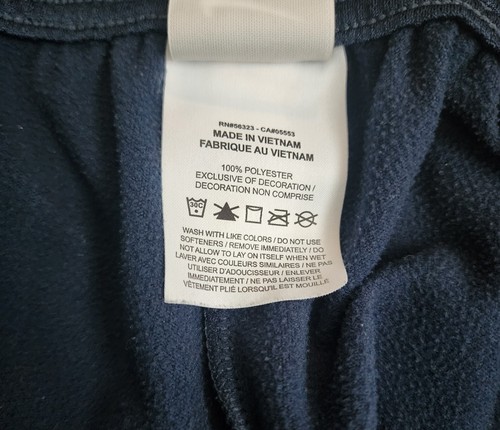 RN#56323 - CA#05553
MADE IN VIETNAM
FABRIQUE AU VIETNAM
100% POLYESTER
EXCLUSIVE OF DECORATION /
DECORATION NON COMPRISE
30C
WASH WITH LIKE COLORS / DO NOT USE
SOFTENERS / REMOVE IMMEDIATELY / DO
NOT ALLOW TO LAY ON ITSELF WHEN WET
LAVER AVEC COULEURS SIMILAIRES / NE PAS
UTILISER D'ADOUCISSEUR / ENLEVER
IMMEDIATEMENT / NE PAS LAISSER LE
VÊTEMENT PLIÉ LORSQU'IL EST MOUILLÉ